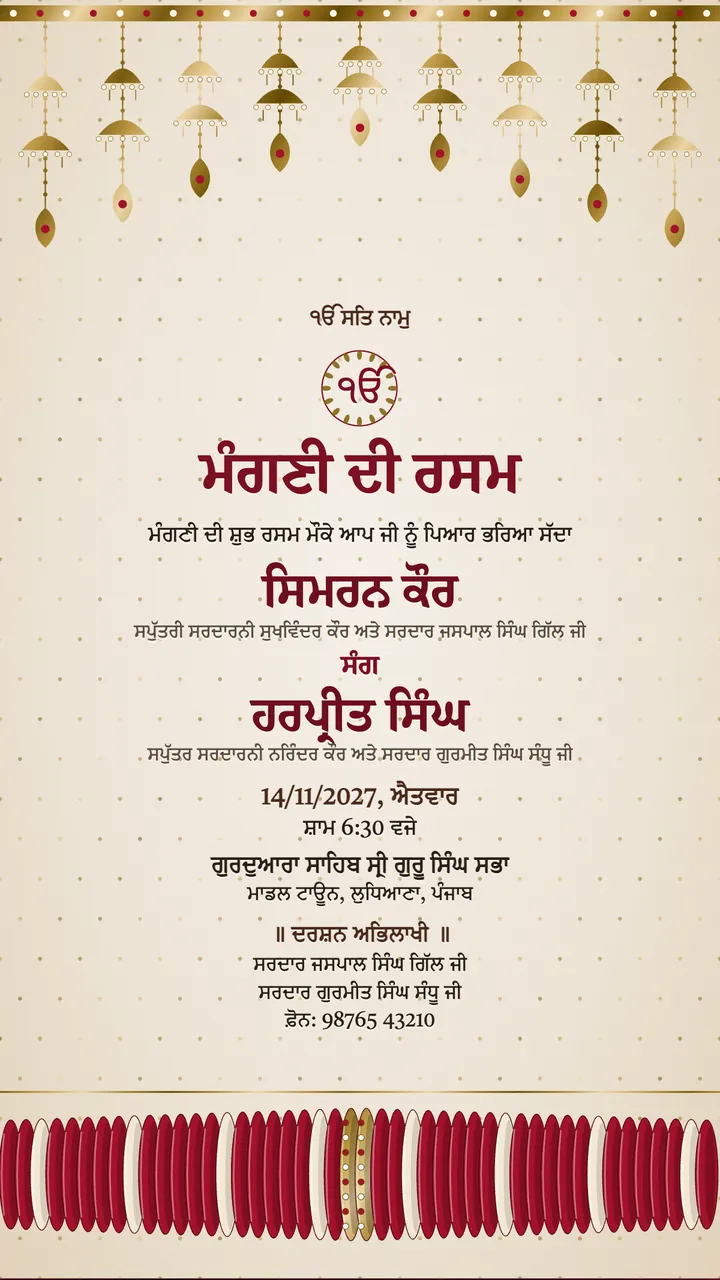 ੴ ਸਤਿ ਨਾਮੁ
ੴ
ਮੰਗਣੀ ਦੀ ਰਸਮ
ਮੰਗਣੀ ਦੀ ਸ਼ੁਭ ਰਸਮ ਮੌਕੇ ਆਪ ਜੀ ਨੂੰ ਪਿਆਰ ਭਰਿਆ ਸੱਦਾ
ਸਿਮਰਨ ਕੌਰ
ਸਪੁੱਤਰੀ ਸਰਦਾਰਨੀ ਸੁਖਵਿੰਦਰ ਕੌਰ ਅਤੇ ਸਰਦਾਰ ਜਸਪਾਲ ਸਿੰਘ ਗਿੱਲ ਜੀ
ਸੰਗ
ਹਰਪ੍ਰੀਤ ਸਿੰਘ
ਸਪੁੱਤਰ ਸਰਦਾਰਨੀ ਨਰਿੰਦਰ ਕੌਰ ਅਤੇ ਸਰਦਾਰ ਗੁਰਮੀਤ ਸਿੰਘ ਸੰਧੂ ਜੀ
14/11/2027, ਐਤਵਾਰ
ਸ਼ਾਮ 6:30 ਵਜੇ
ਗੁਰਦੁਆਰਾ ਸਾਹਿਬ ਸ੍ਰੀ ਗੁਰੂ ਸਿੰਘ ਸਭਾ
ਮਾਡਲ ਟਾਊਨ, ਲੁਧਿਆਣਾ, ਪੰਜਾਬ
॥ ਦਰਸ਼ਨ ਅਭਿਲਾਖੀ ॥
ਸਰਦਾਰ ਜਸਪਾਲ ਸਿੰਘ ਗਿੱਲ ਜੀ
ਸਰਦਾਰ ਗੁਰਮੀਤ ਸਿੰਘ ਸੰਧੂ ਜੀ
ਫ਼ੋਨ: 98765 43210